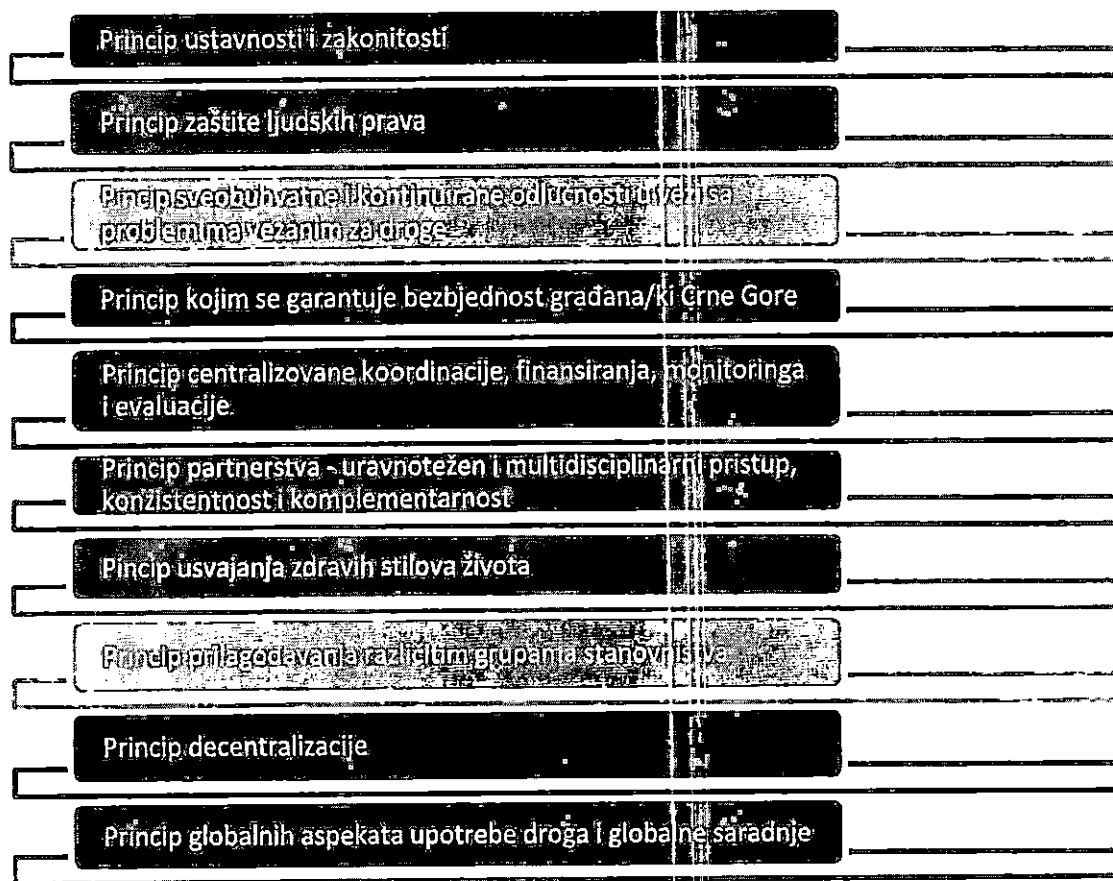 Princip ustavnosti i zakonitosti
Princip zaštite ljudskih prava
Pincip sveobuhvatne i kontinuirane odlučnosti u vezi sa
problemima vezanim za droge
Princip kojim se garantuje bezbjednost građana/ki Crne Gore
Princip centralizovane koordinacije, finansiranja, monitoringa
i evaluacije.
Princip partnerstva - uravnotežen i multidisciplinarni pristup,
konzistentnost i komplementarnost
Pincip usvajanja zdravih stilova života
Princip prilagođavanja različitim grupama stanovništva
Princip decentralizacije
Princip globalnih aspekata upotrebe droga i globalne saradnje